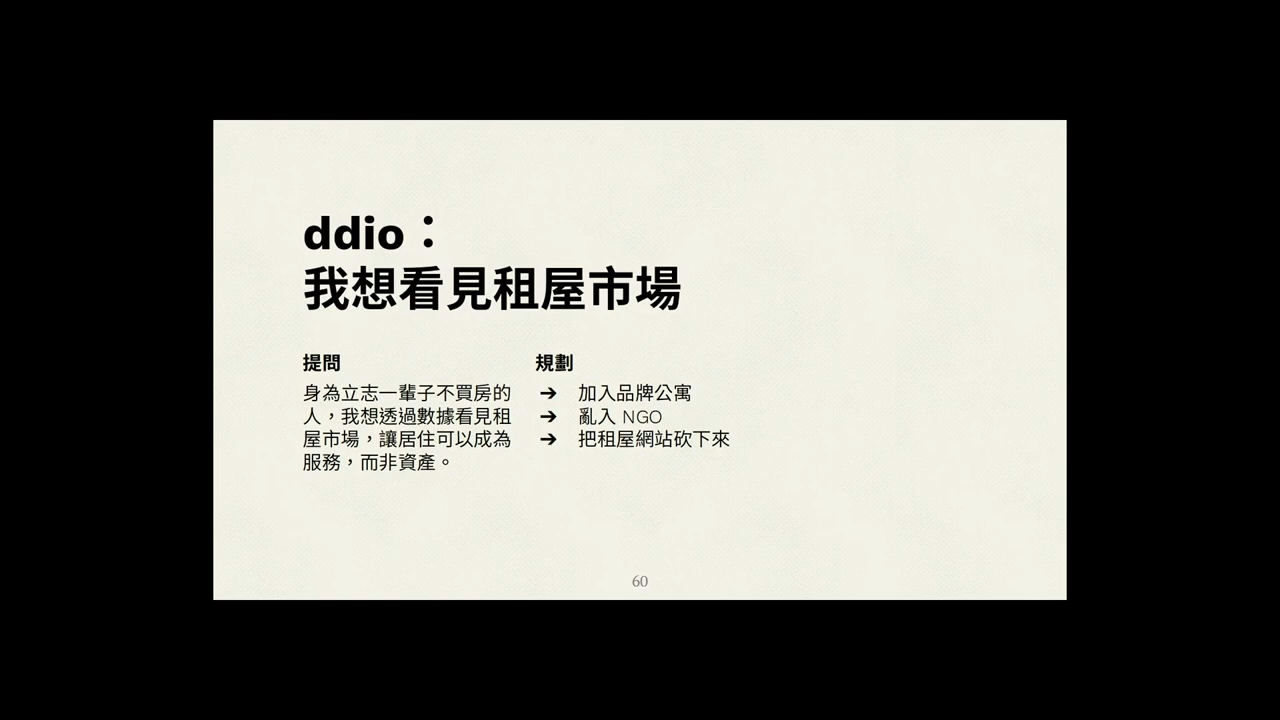 ddio：
我想看見租屋市場
提問
身為立志一輩子不買房的
人，我想透過數據看見租
屋市場，讓居住可以成為
服務，而非資產。
規劃
➔ 加入品牌公寓
➔ 亂入 NGO
➔ 把租屋網站砍下來
60